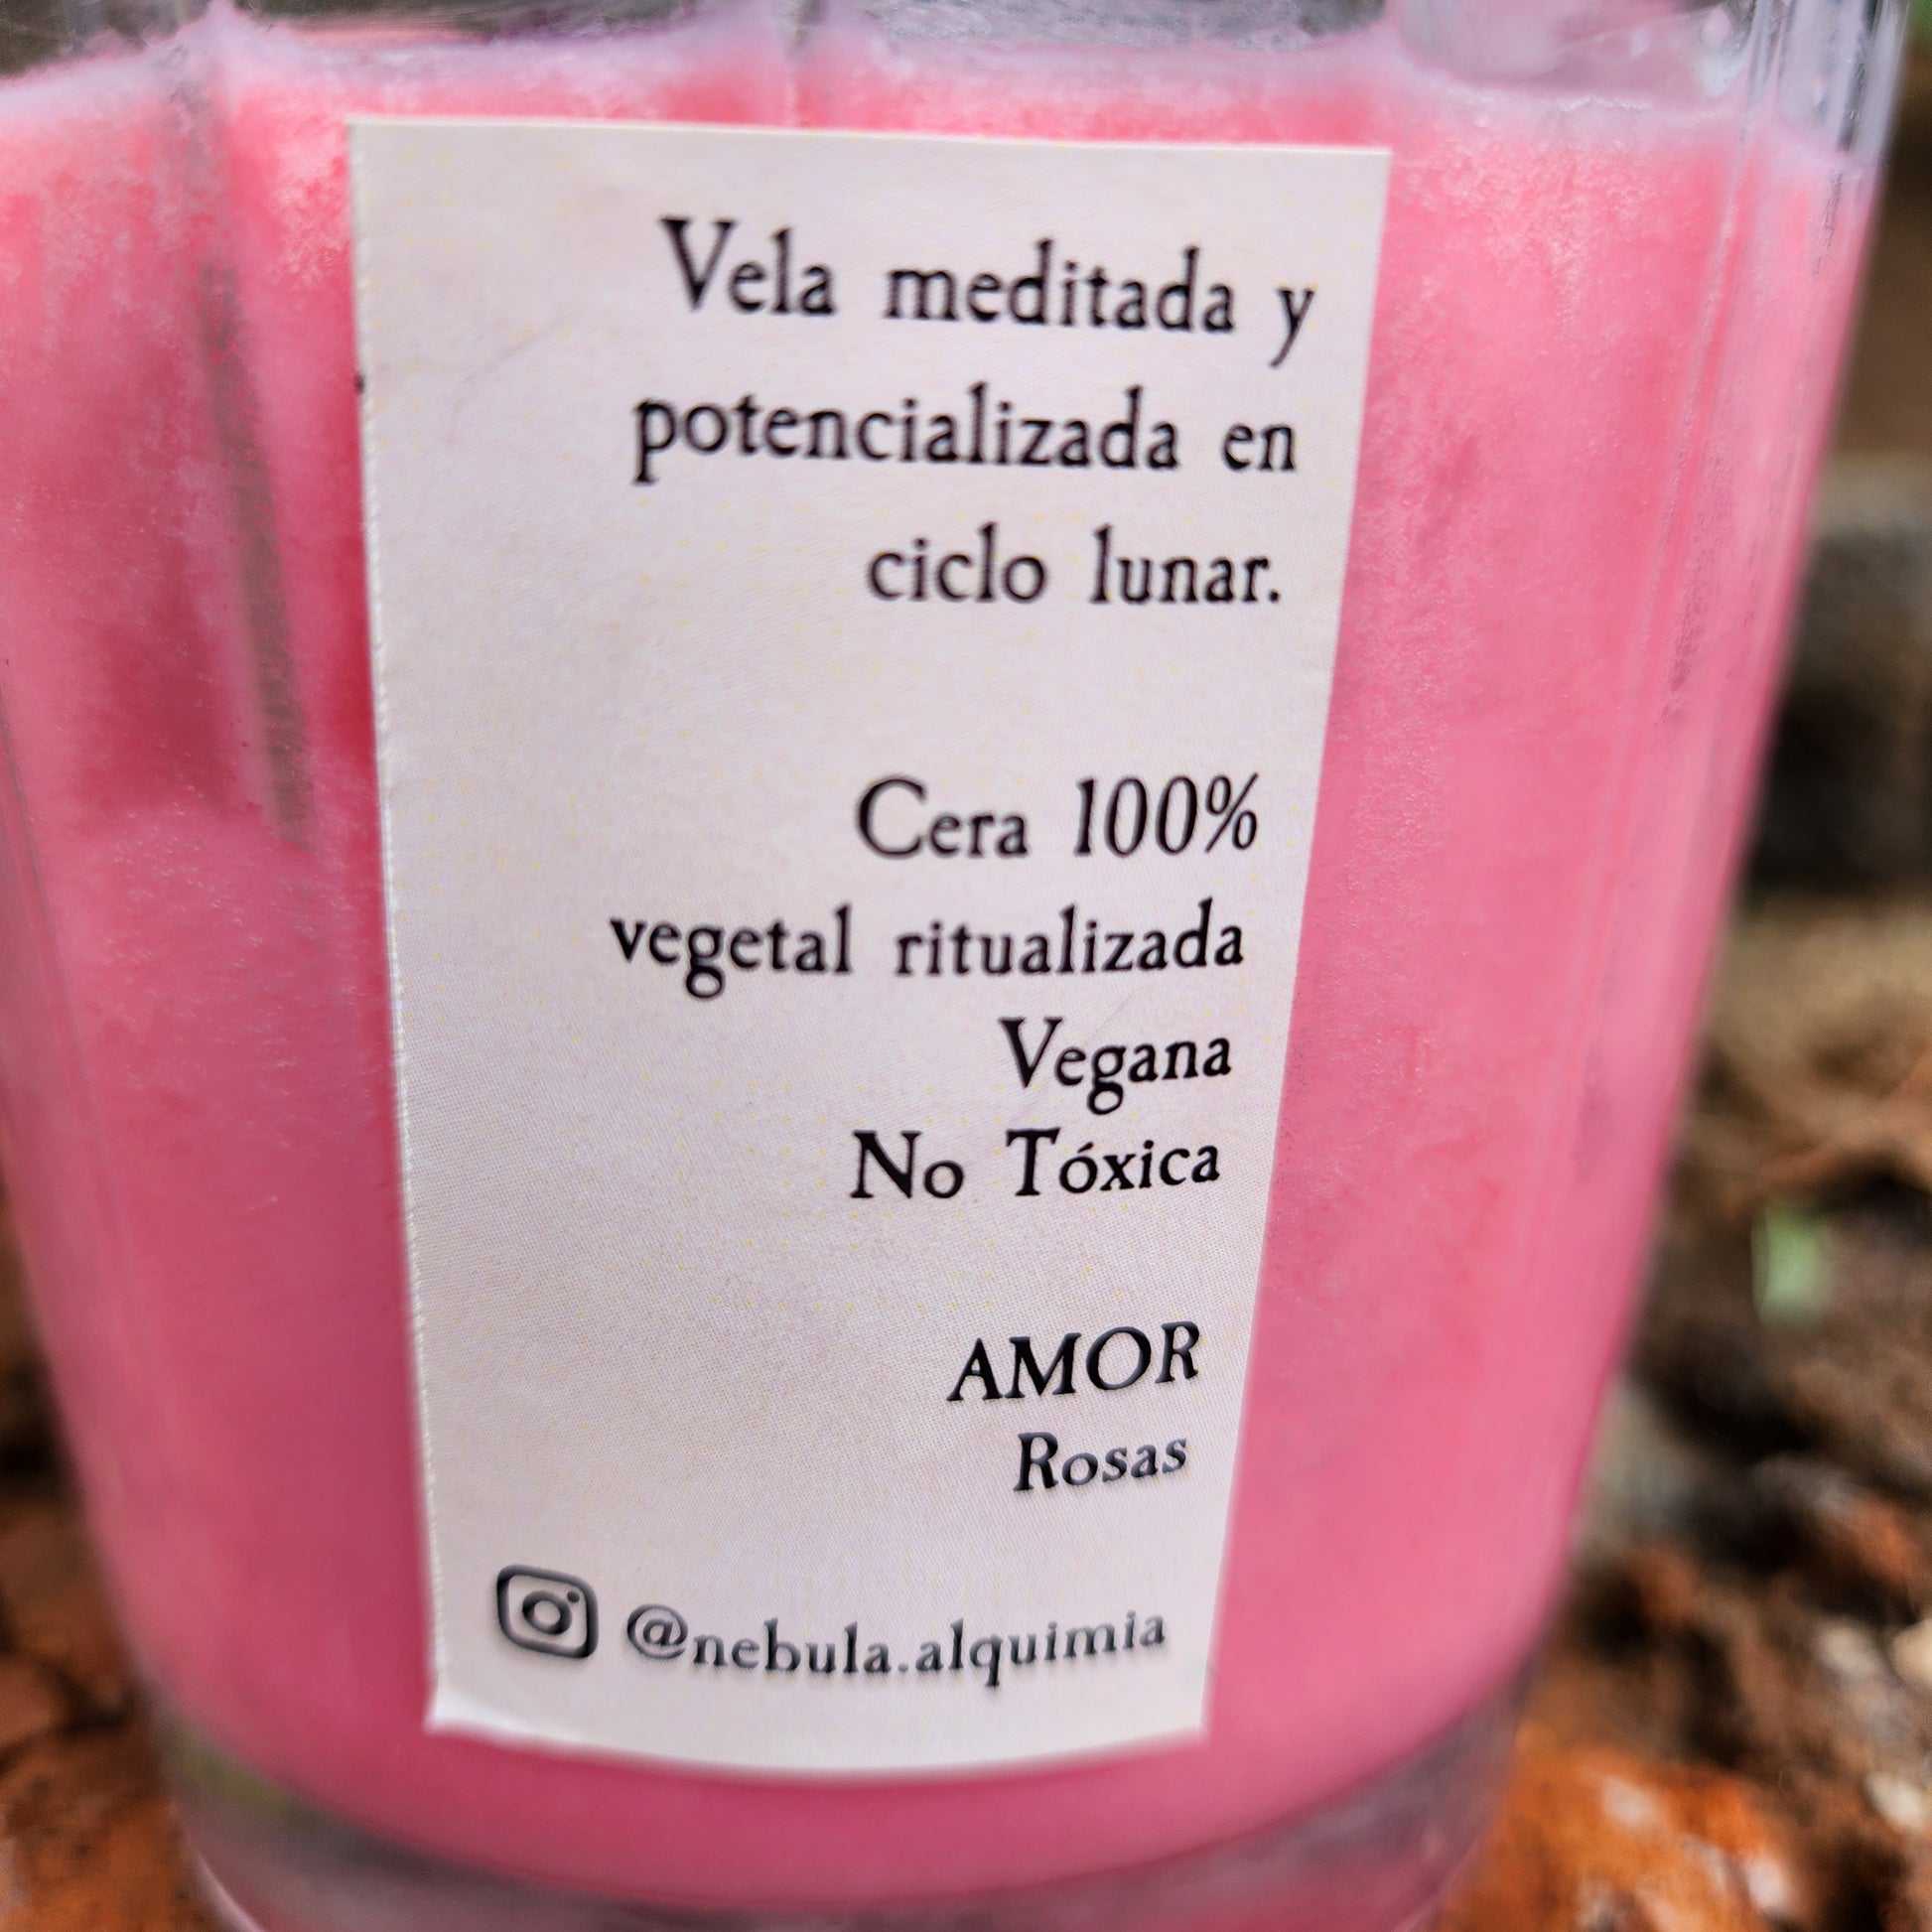 Vela meditada y
potencializada en
ciclo lunar.
Cera 100%
vegetal ritualizada
Vegana
No Tóxica
AMOR
Rosas
@nebula.alquimia